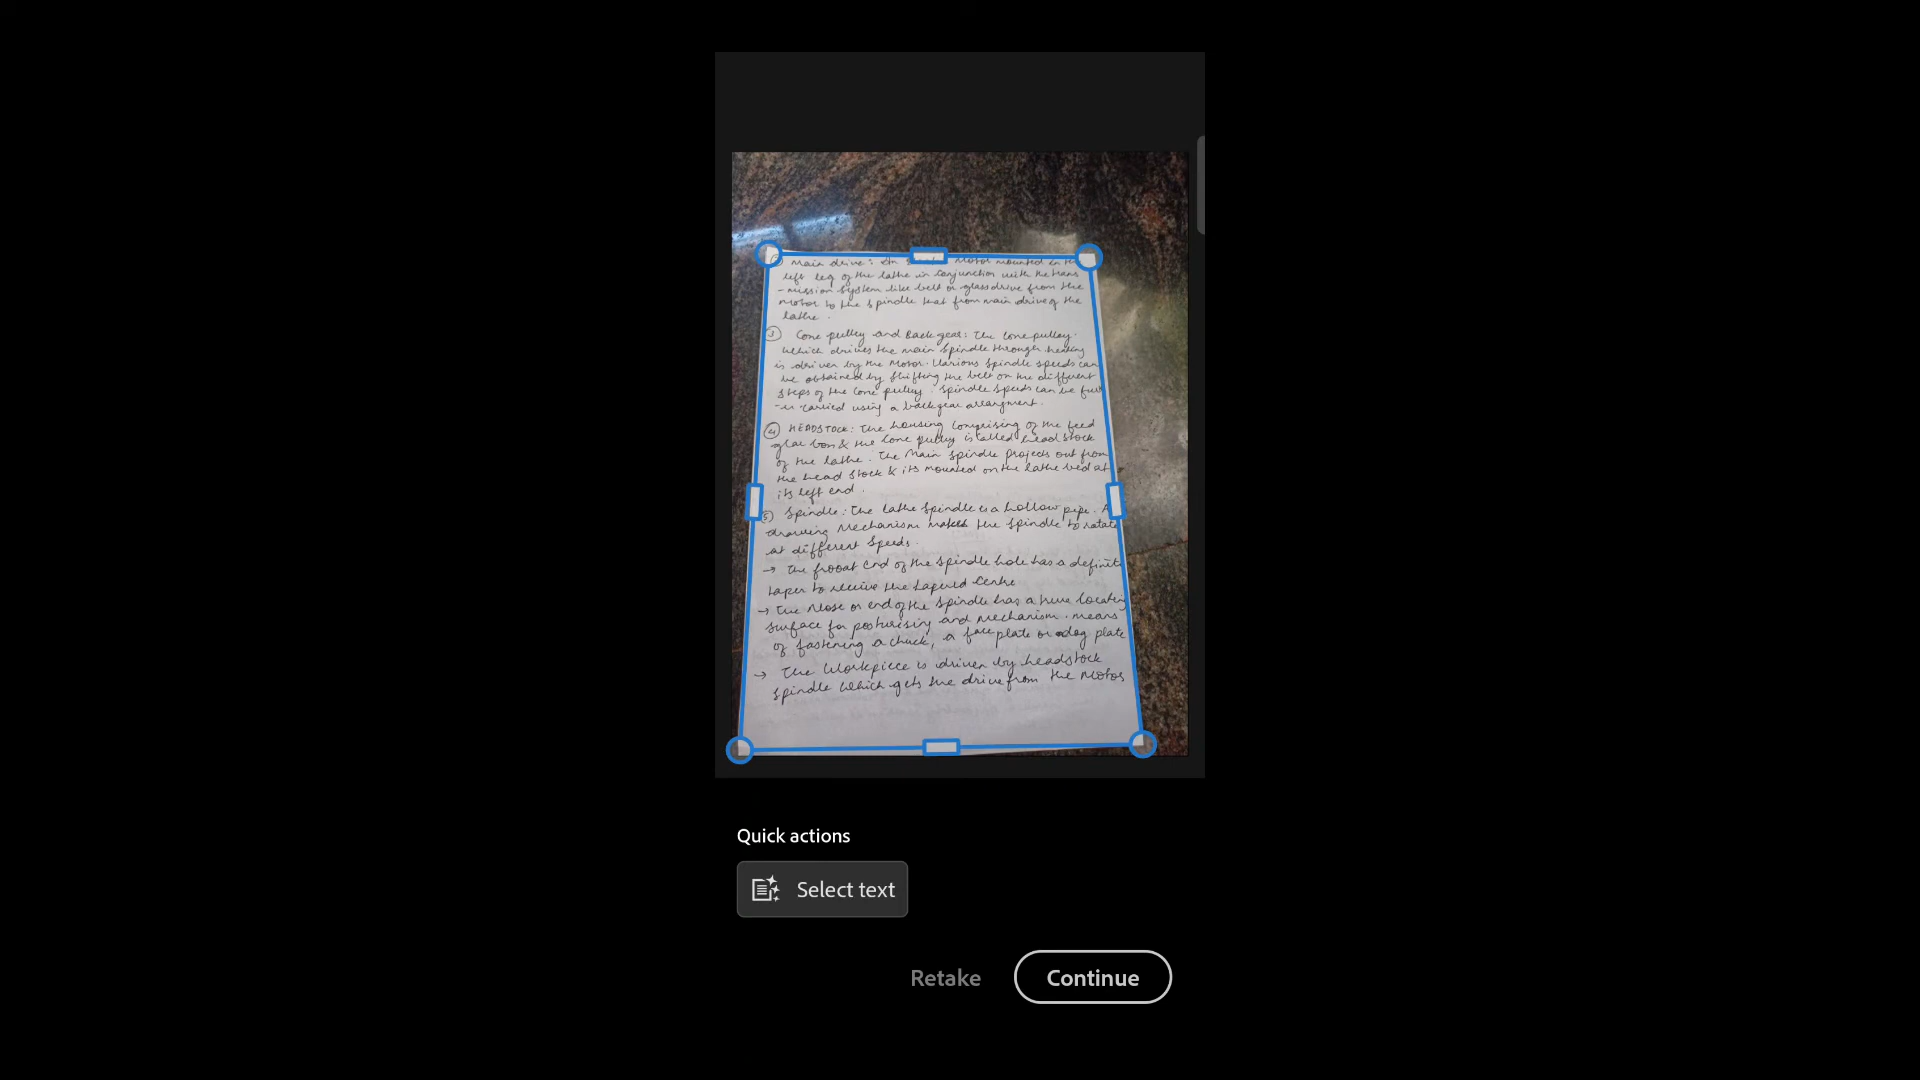 main drive: An Motor mounted in the
left leg of the lathe in conjunction with the trans
-mission system like belt or glass drive from the
motor to the spindle that from main drive of the
lathe.
③ Cone pulley and Back gear: The Cone pulley
which drives the main spindle through heating
is driven by the Motor. Various spindle speeds can
be obtained by shifting the belt on the different
steps of the Cone pulley. Spindle speeds can be furt
-er carried using a backgear arrangment.
④ HEADSTOCK: The housing Comprising of the feed
gear box & the Cone pulley is called head stock
of the lathe. The Main spindle projects out from
the head stock & its mounted on the lathe bed at
its left end.
⑤ Spindle: The lathe spindle is a hollow pipe. A
drawing Mechanism makes the spindle to rotate
at different speeds.
→ The end of the spindle hole has a definite
taper to receive the tapered Centre
→ The Nose or end of the spindle has a locating
surface for and mechanism. means
of fastening a chuck, a face plate or a dog plate
→ The Workpiece is driven by headstock
spindle which gets the drive from the Motor
Quick actions
Select text
Retake
Continue